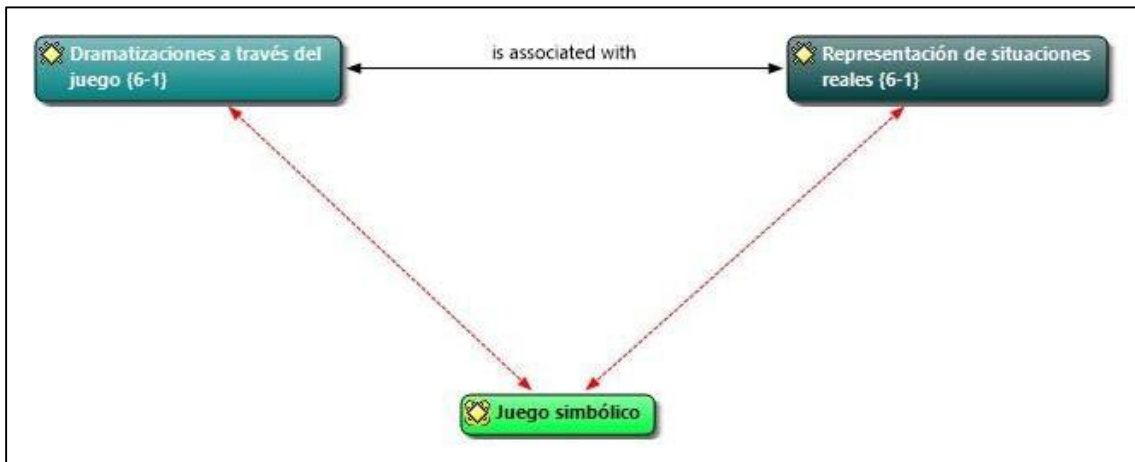 Dramatizaciones a través del
juego {6-1}
is associated with
Representación de situaciones
reales {6-1}
Juego simbólico